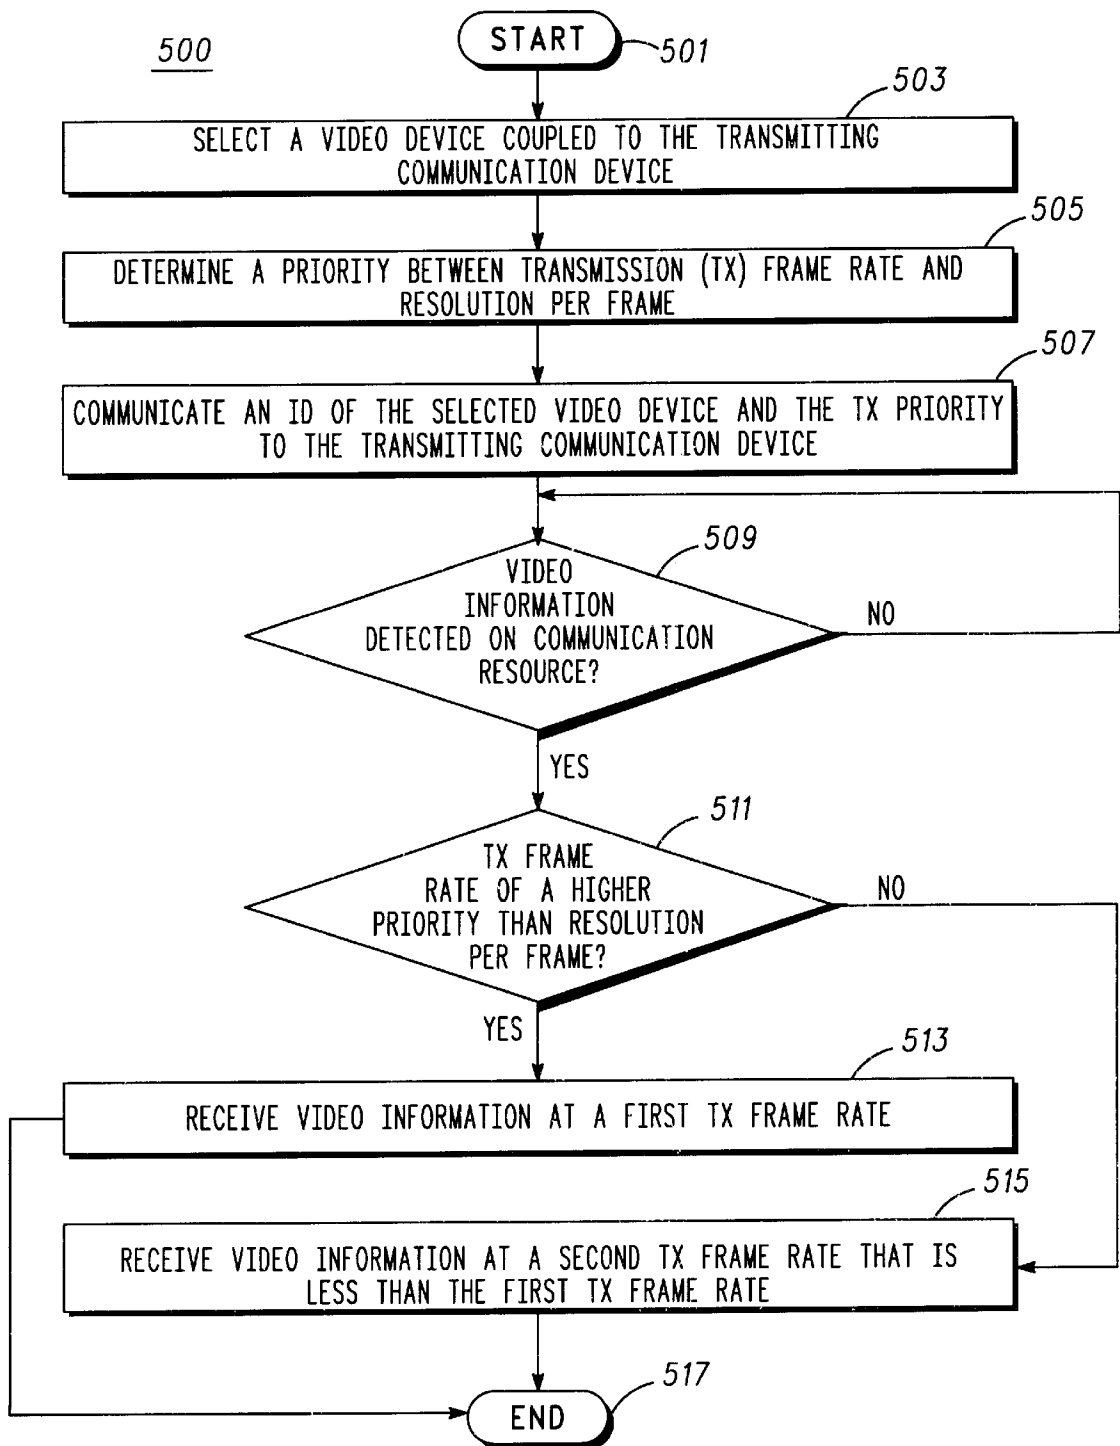 500
START
501
503
SELECT A VIDEO DEVICE COUPLED TO THE TRANSMITTING
COMMUNICATION DEVICE
505
DETERMINE A PRIORITY BETWEEN TRANSMISSION (TX) FRAME RATE AND
RESOLUTION PER FRAME
507
COMMUNICATE AN ID OF THE SELECTED VIDEO DEVICE AND THE TX PRIORITY
TO THE TRANSMITTING COMMUNICATION DEVICE
509
VIDEO
INFORMATION
DETECTED ON COMMUNICATION
RESOURCE?
NO
YES
511
TX FRAME
RATE OF A HIGHER
PRIORITY THAN RESOLUTION
PER FRAME?
NO
YES
513
RECEIVE VIDEO INFORMATION AT A FIRST TX FRAME RATE
515
RECEIVE VIDEO INFORMATION AT A SECOND TX FRAME RATE THAT IS
LESS THAN THE FIRST TX FRAME RATE
517
END